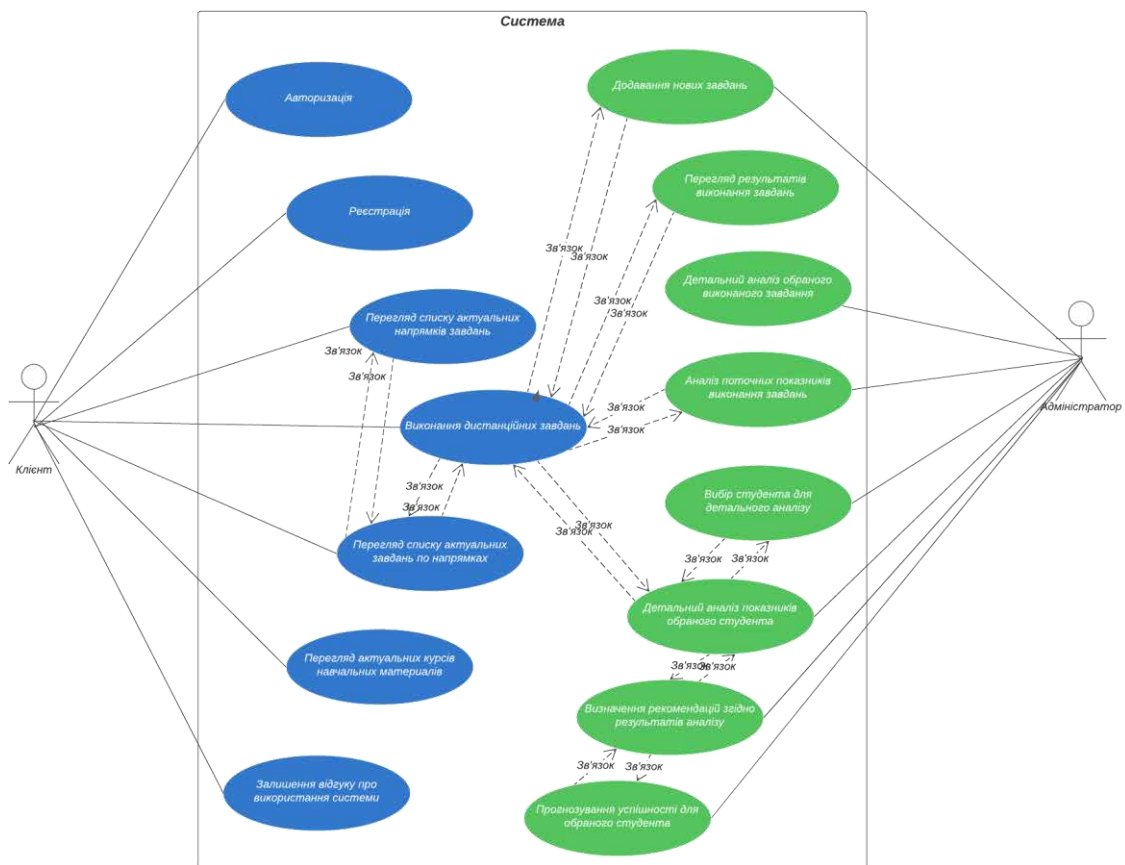 Система
Авторизація
Додавання нових завдань
Перегляд результатів
виконання завдань
Реєстрація
Зв'язок
Зв'язок
Детальний аналіз обраного
виконаного завдання
Зв'язок
Зв'язок
Перегляд списку актуальних
напрямків завдань
Зв'язок
Зв'язок
Аналіз поточних показників
виконання завдань
Зв'язок
Зв'язок
Адміністратор
Виконання дистанційних завдань
Клієнт
Зв'язок
Зв'язок
Вибір студента для
детального аналізу
Зв'язок
Зв'язок
Перегляд списку актуальних
завдань по напрямках
Зв'язок
Зв'язок
Детальний аналіз показників
обраного студента
Зв'язок
Зв'язок
Перегляд актуальних курсів
навчальних матеріалів
Визначення рекомендацій згідно
результатів аналізу
Зв'язок
Зв'язок
Залишення відгуку про
використання системи
Прогнозування успішності для
обраного студента